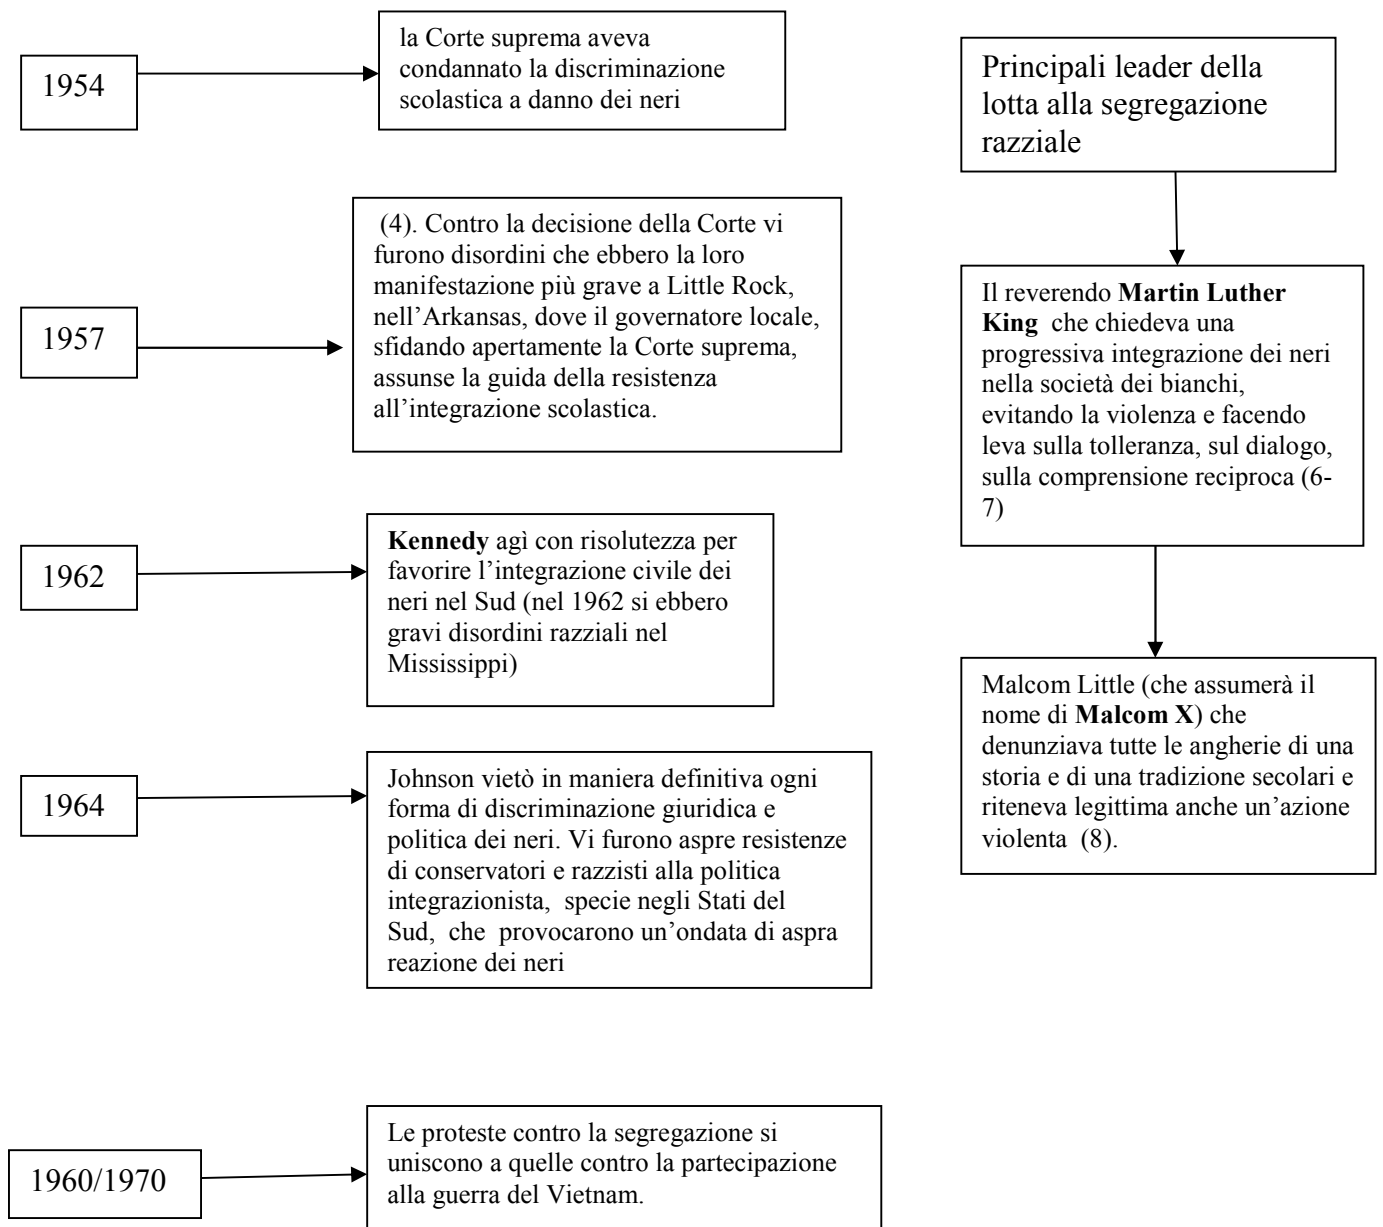 1954
la Corte suprema aveva
condannato la discriminazione
scolastica a danno dei neri
1957
(4). Contro la decisione della Corte vi
furono disordini che ebbero la loro
manifestazione più grave a Little Rock,
nell’Arkansas, dove il governatore locale,
sfidando apertamente la Corte suprema,
assunse la guida della resistenza
all’integrazione scolastica.
1962
Kennedy agì con risolutezza per
favorire l’integrazione civile dei
neri nel Sud (nel 1962 si ebbero
gravi disordini razziali nel
Mississippi)
1964
Johnson vietò in maniera definitiva ogni
forma di discriminazione giuridica e
politica dei neri. Vi furono aspre resistenze
di conservatori e razzisti alla politica
integrazionista, specie negli Stati del
Sud, che provocarono un’ondata di aspra
reazione dei neri
1960/1970
Le proteste contro la segregazione si
uniscono a quelle contro la partecipazione
alla guerra del Vietnam.
Principali leader della
lotta alla segregazione
razziale
Il reverendo Martin Luther
King che chiedeva una
progressiva integrazione dei neri
nella società dei bianchi,
evitando la violenza e facendo
leva sulla tolleranza, sul dialogo,
sulla comprensione reciproca (6-
7)
Malcom Little (che assumerà il
nome di Malcom X) che
denunziava tutte le angherie di una
storia e di una tradizione secolari e
riteneva legittima anche un’azione
violenta (8).